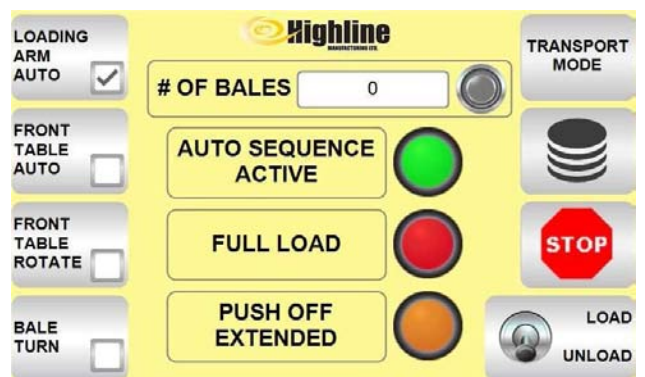 LOADING
ARM
AUTO
FRONT
TABLE
AUTO
FRONT
TABLE
ROTATE
BALE
TURN
Highline
MANUFACTURING LTD.
# OF BALES 0
AUTO SEQUENCE
ACTIVE
FULL LOAD
PUSH OFF
EXTENDED
TRANSPORT
MODE
STOP
LOAD
UNLOAD